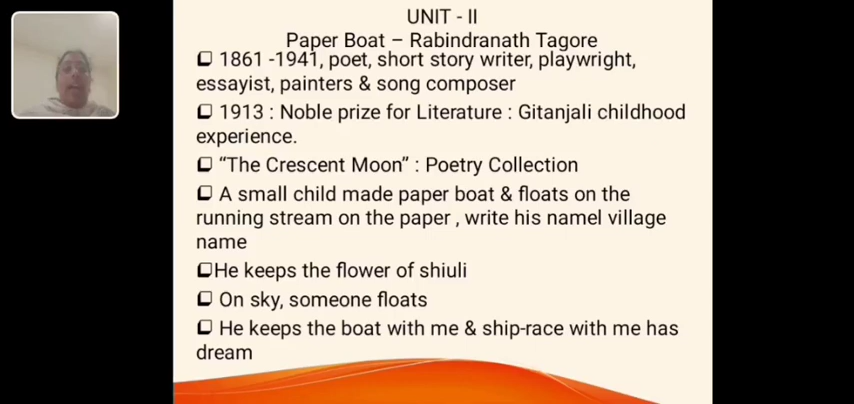 UNIT - II
Paper Boat – Rabindranath Tagore
❑ 1861 -1941, poet, short story writer, playwright,
essayist, painters & song composer
❑ 1913 : Noble prize for Literature : Gitanjali childhood
experience.
❑ “The Crescent Moon” : Poetry Collection
❑ A small child made paper boat & floats on the
running stream on the paper , write his namel village
name
❑He keeps the flower of shiuli
❑ On sky, someone floats
❑ He keeps the boat with me & ship-race with me has
dream